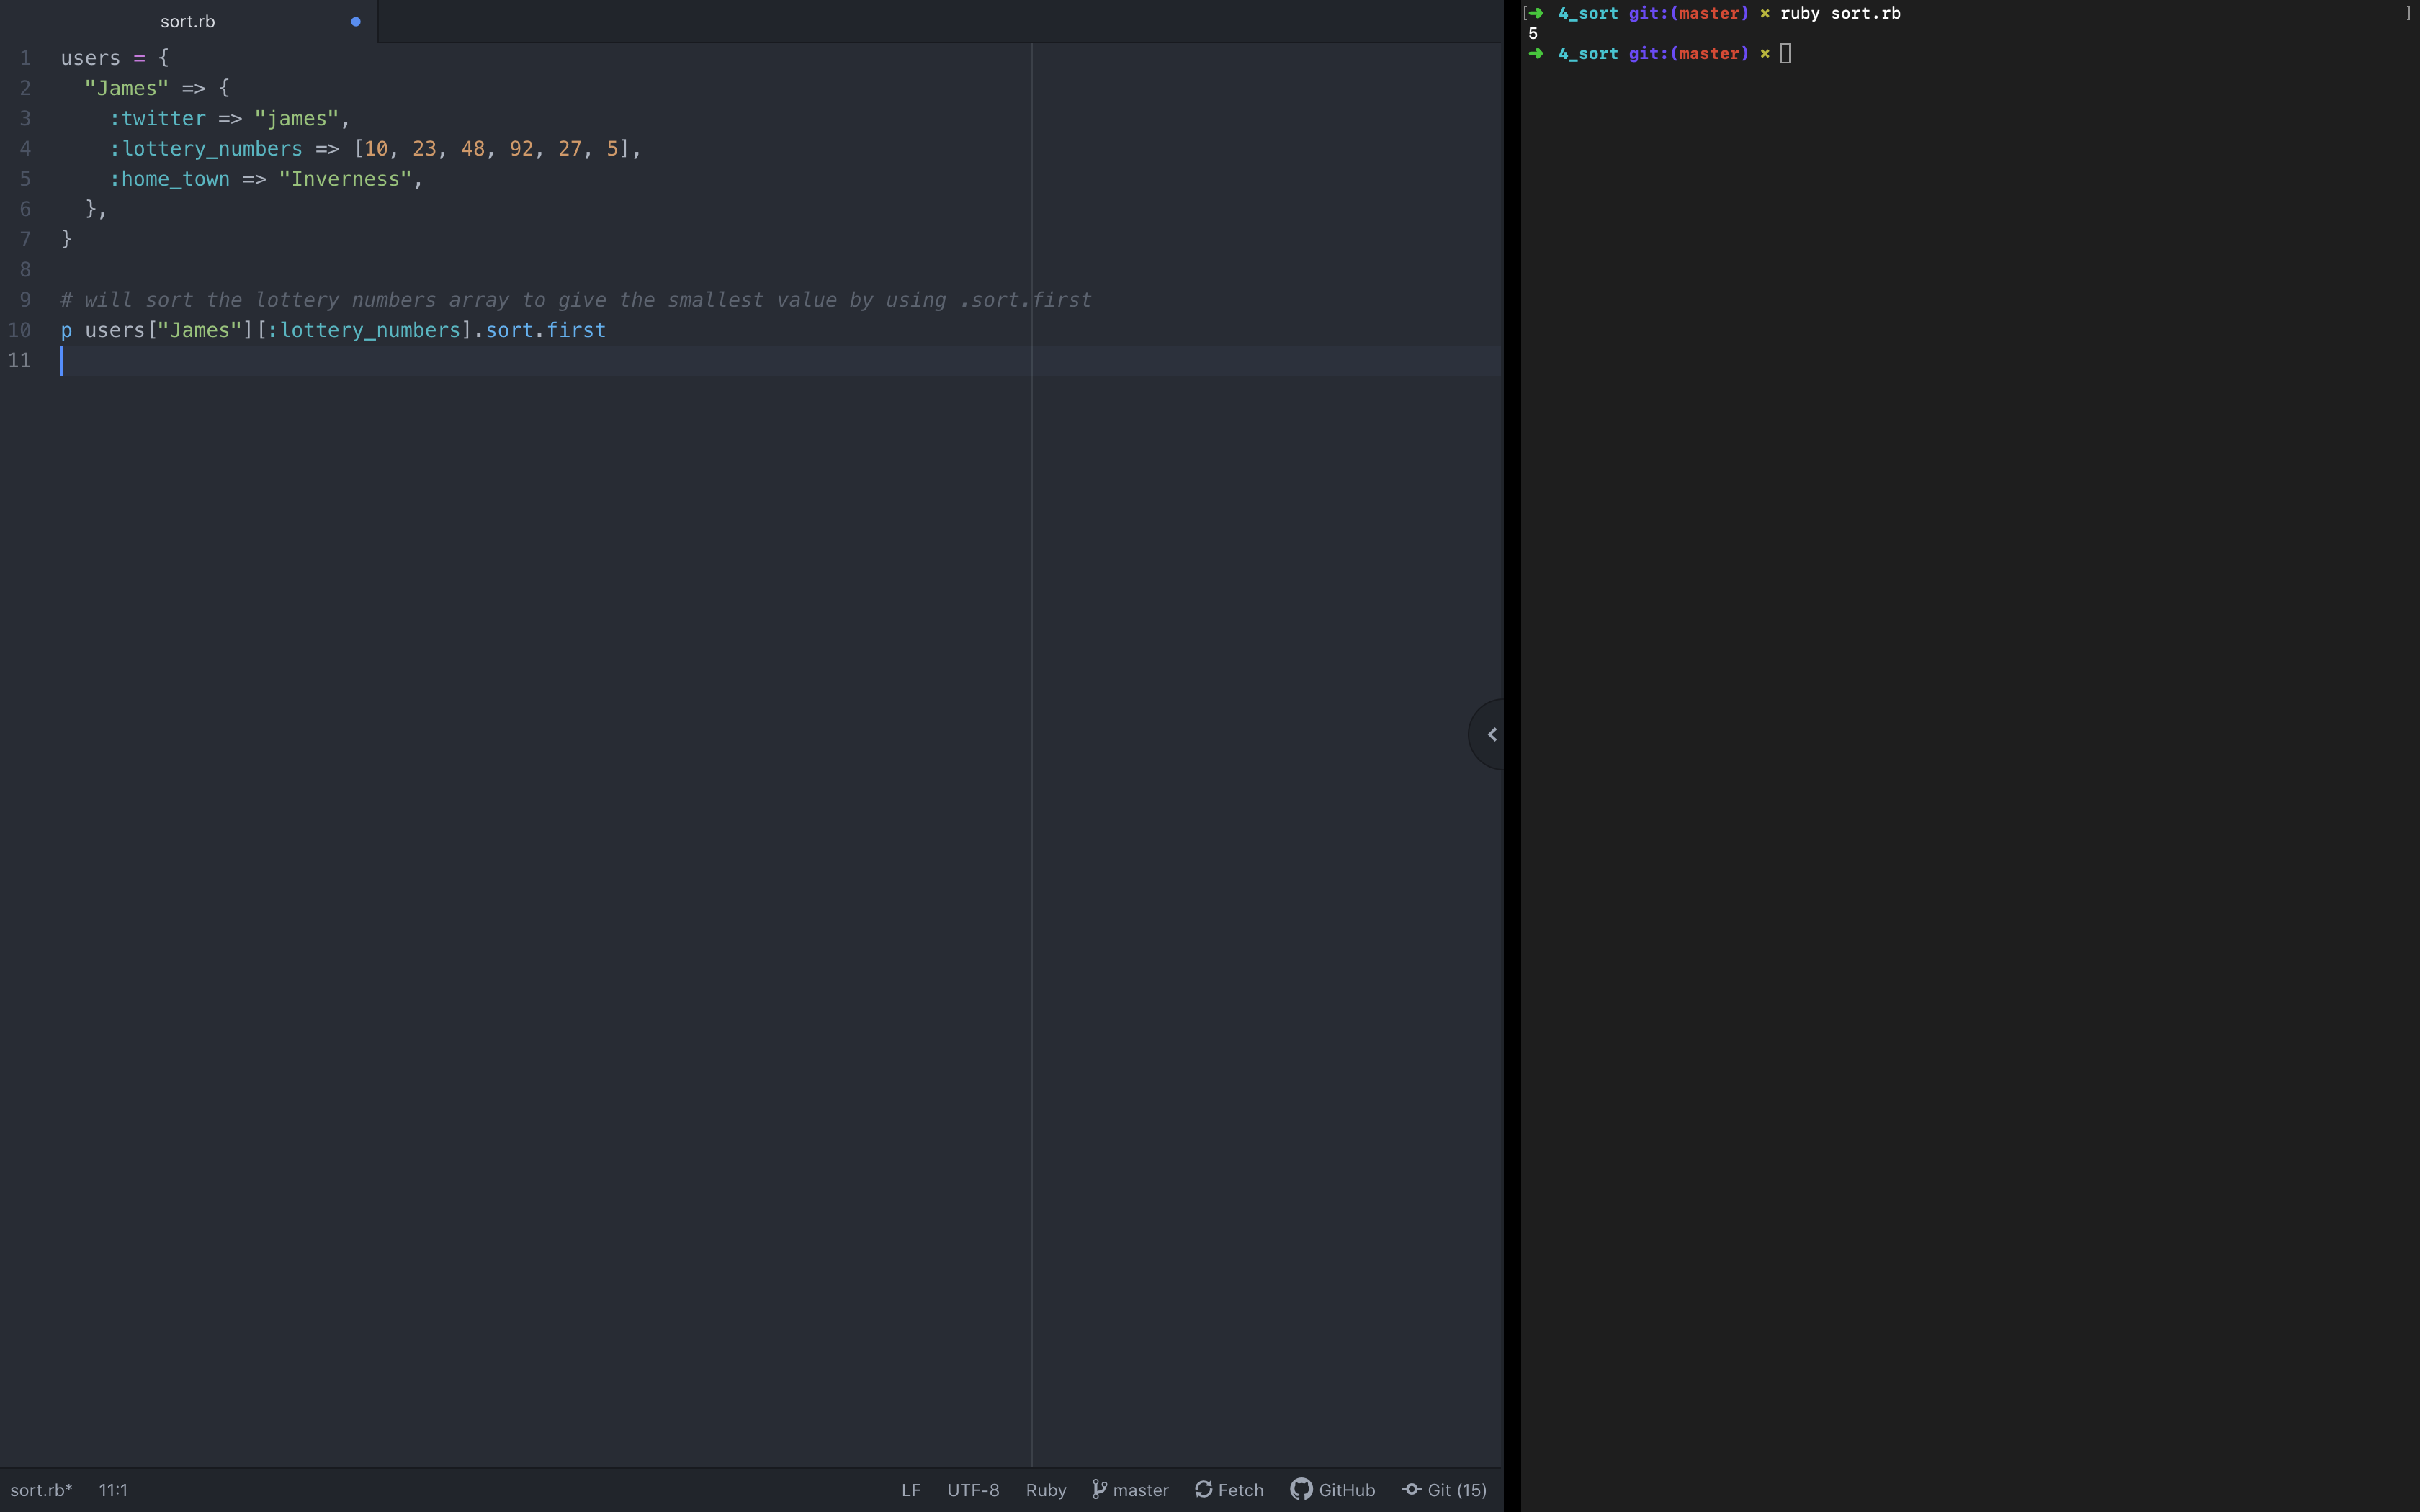 sort.rb
1 users = {
2   "James" => {
3     :twitter => "james",
4     :lottery_numbers => [10, 23, 48, 92, 27, 5],
5     :home_town => "Inverness",
6   },
7 }
8
9 # will sort the lottery numbers array to give the smallest value by using .sort.first
10 p users["James"][:lottery_numbers].sort.first
11
sort.rb* 11:1 LF UTF-8 Ruby master Fetch GitHub Git (15)
[➜ 4_sort git:(master) × ruby sort.rb ]
5
➜ 4_sort git:(master) ×